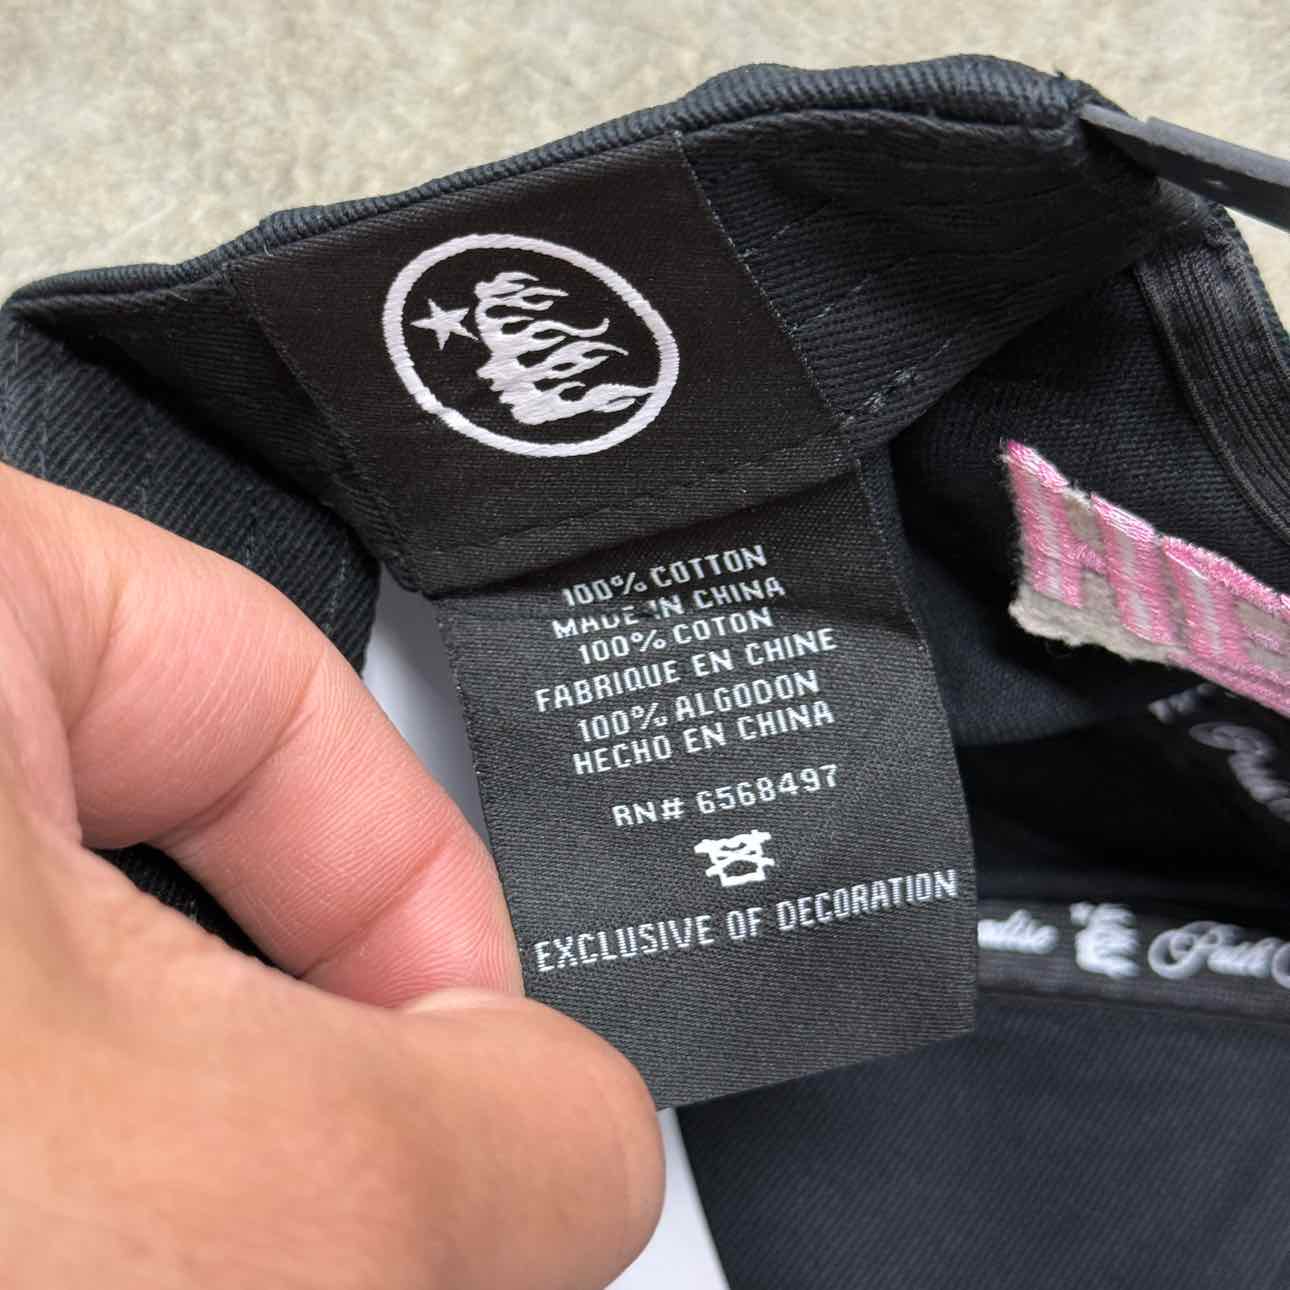 100% COTTON
MADE IN CHINA
100% COTON
FABRIQUE EN CHINE
100% ALGODON
HECHO EN CHINA
RN# 6568497
EXCLUSIVE OF DECORATION